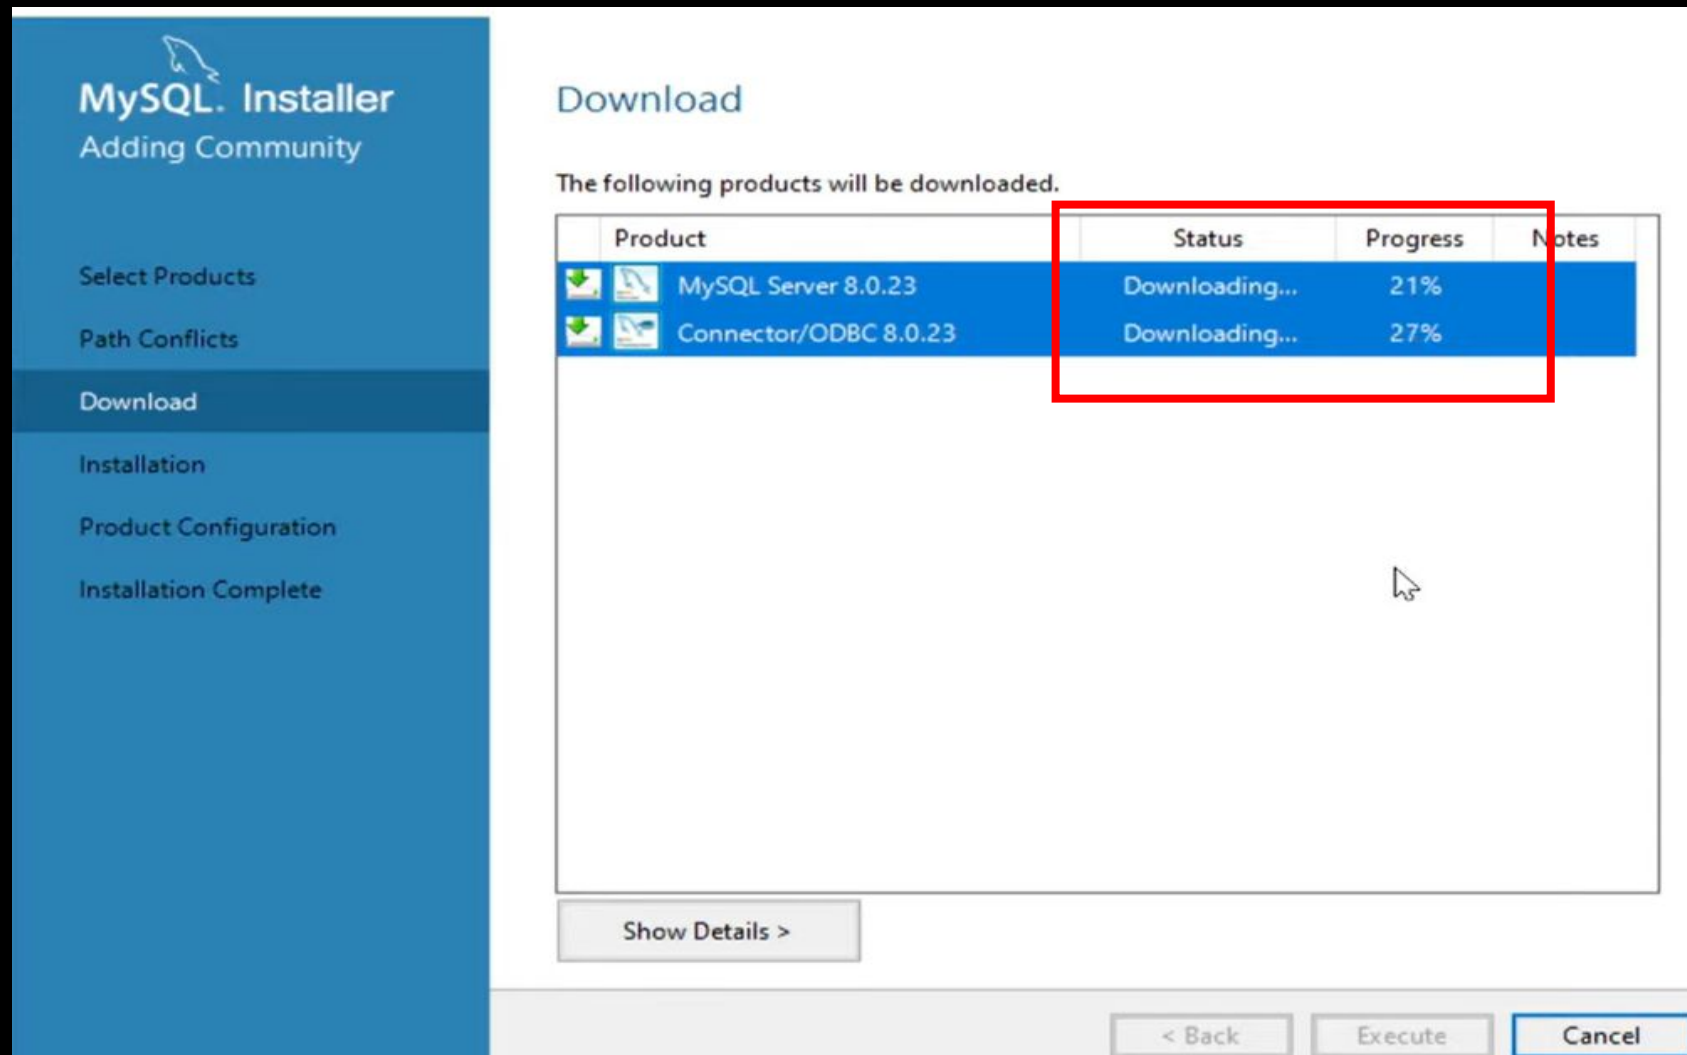 MySQL. Installer
Adding Community
Select Products
Path Conflicts
Download
Installation
Product Configuration
Installation Complete
Download
The following products will be downloaded.
Product Status Progress Notes
MySQL Server 8.0.23 Downloading... 21%
Connector/ODBC 8.0.23 Downloading... 27%
Show Details >
< Back Execute Cancel